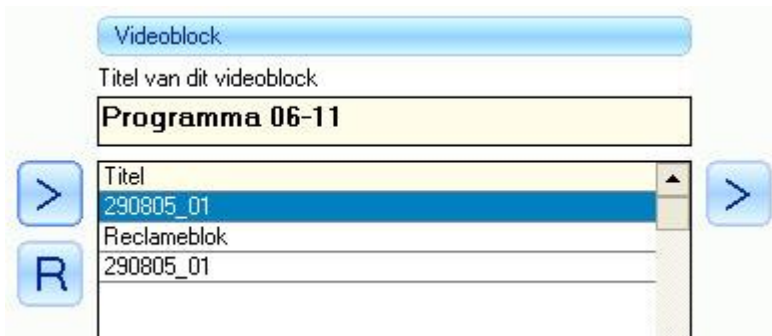 Videoblock
Titel van dit videoblock
Programma 06-11
Titel
> 290805_01 >
Reclameblok
R 290805_01